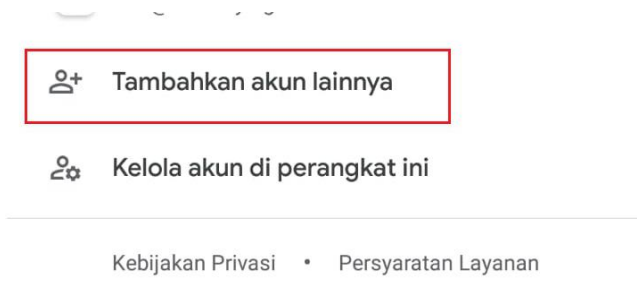 Tambahkan akun lainnya
Kelola akun di perangkat ini
Kebijakan Privasi • Persyaratan Layanan